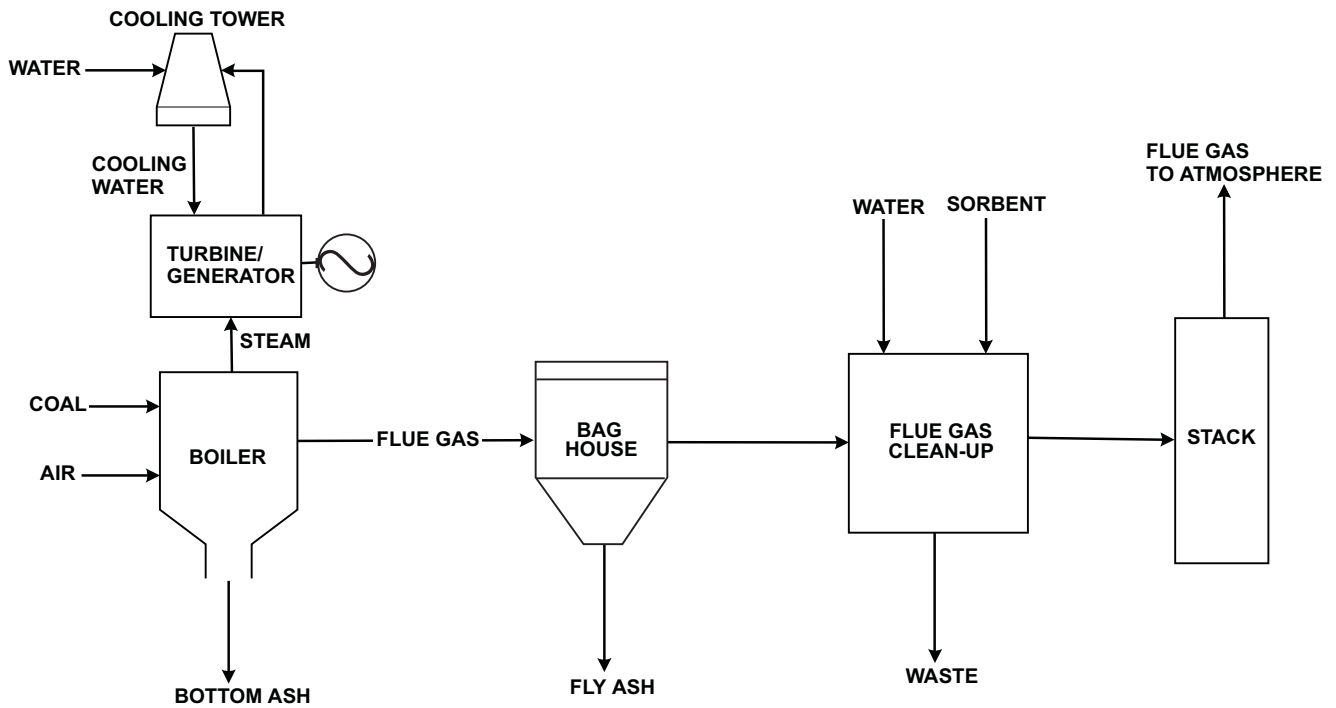 COOLING TOWER
WATER
COOLING
WATER
TURBINE/
GENERATOR
STEAM
COAL
AIR
BOILER
BOTTOM ASH
FLUE GAS
BAG
HOUSE
FLY ASH
WATER
SORBENT
FLUE GAS
CLEAN-UP
WASTE
FLUE GAS
TO ATMOSPHERE
STACK